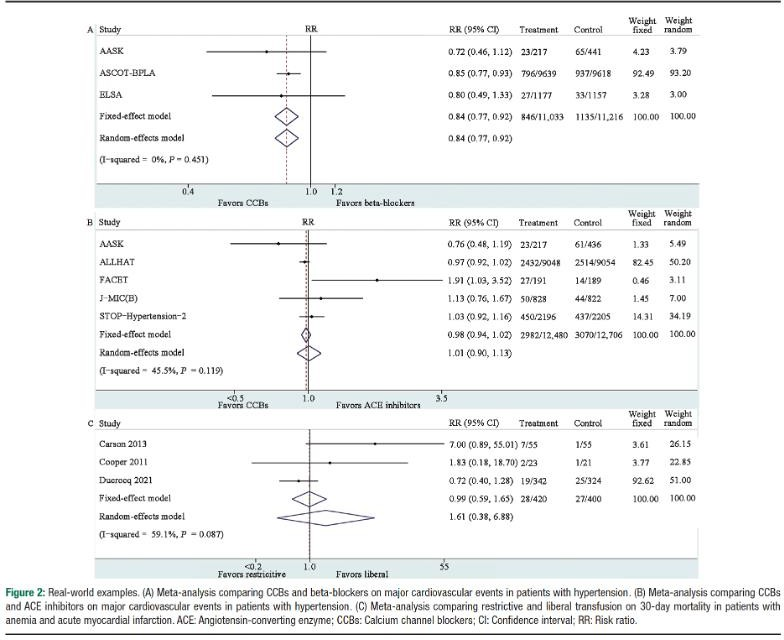 A Study RR RR (95% CI) Treatment Control Weight fixed Weight random
AASK 0.72 (0.46, 1.12) 23/217 65/441 4.23 3.79
ASCOT-BPLA 0.85 (0.77, 0.93) 796/9639 937/9618 92.49 93.20
ELSA 0.80 (0.49, 1.33) 27/1177 33/1157 3.28 3.00
Fixed-effect model 0.84 (0.77, 0.92) 846/11,033 1135/11,216 100.00 100.00
Random-effects model 0.84 (0.77, 0.92)
(I-squared = 0%, P = 0.451)
0.4 1.0 1.2
Favors CCBs Favors beta-blockers
B Study RR RR (95% CI) Treatment Control Weight fixed Weight random
AASK 0.76 (0.48, 1.19) 23/217 61/436 1.33 5.49
ALLHAT 0.97 (0.92, 1.02) 2432/9048 2514/9054 82.45 50.20
FACET 1.91 (1.03, 3.52) 27/191 14/189 0.46 3.11
J-MIC(B) 1.13 (0.76, 1.67) 50/828 44/822 1.45 7.00
STOP-Hypertension-2 1.03 (0.92, 1.16) 450/2196 437/2205 14.31 34.19
Fixed-effect model 0.98 (0.94, 1.02) 2982/12,480 3070/12,706 100.00 100.00
Random-effects model 1.01 (0.90, 1.13)
(I-squared = 45.5%, P = 0.119)
<0.5 1.0 3.5
Favors CCBs Favors ACE inhibitors
C Study RR (95% CI) Treatment Control Weight fixed Weight random
Carson 2013 7.00 (0.89, 55.01) 7/55 1/55 3.61 26.15
Cooper 2011 1.83 (0.18, 18.70) 2/23 1/21 3.77 22.85
Ducrocq 2021 0.72 (0.40, 1.28) 19/342 25/324 92.62 51.00
Fixed-effect model 0.99 (0.59, 1.65) 28/420 27/400 100.00 100.00
Random-effects model 1.61 (0.38, 6.88)
(I-squared = 59.1%, P = 0.087)
<0.2 1.0 55
Favors restricitive Favors liberal
Figure 2: Real-world examples. (A) Meta-analysis comparing CCBs and beta-blockers on major cardiovascular events in patients with hypertension. (B) Meta-analysis comparing CCBs
and ACE inhibitors on major cardiovascular events in patients with hypertension. (C) Meta-analysis comparing restrictive and liberal transfusion on 30-day mortality in patients with
anemia and acute myocardial infarction. ACE: Angiotensin-converting enzyme; CCBs: Calcium channel blockers; CI: Confidence interval; RR: Risk ratio.